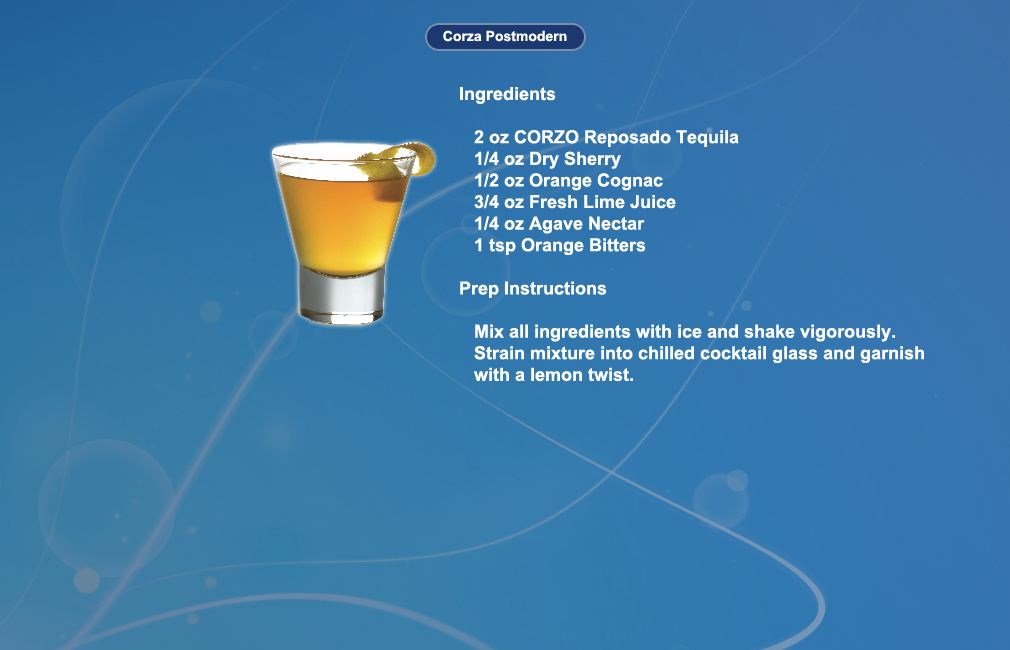 Corza Postmodern
Ingredients
2 oz CORZO Reposado Tequila
1/4 oz Dry Sherry
1/2 oz Orange Cognac
3/4 oz Fresh Lime Juice
1/4 oz Agave Nectar
1 tsp Orange Bitters
Prep Instructions
Mix all ingredients with ice and shake vigorously.
Strain mixture into chilled cocktail glass and garnish
with a lemon twist.